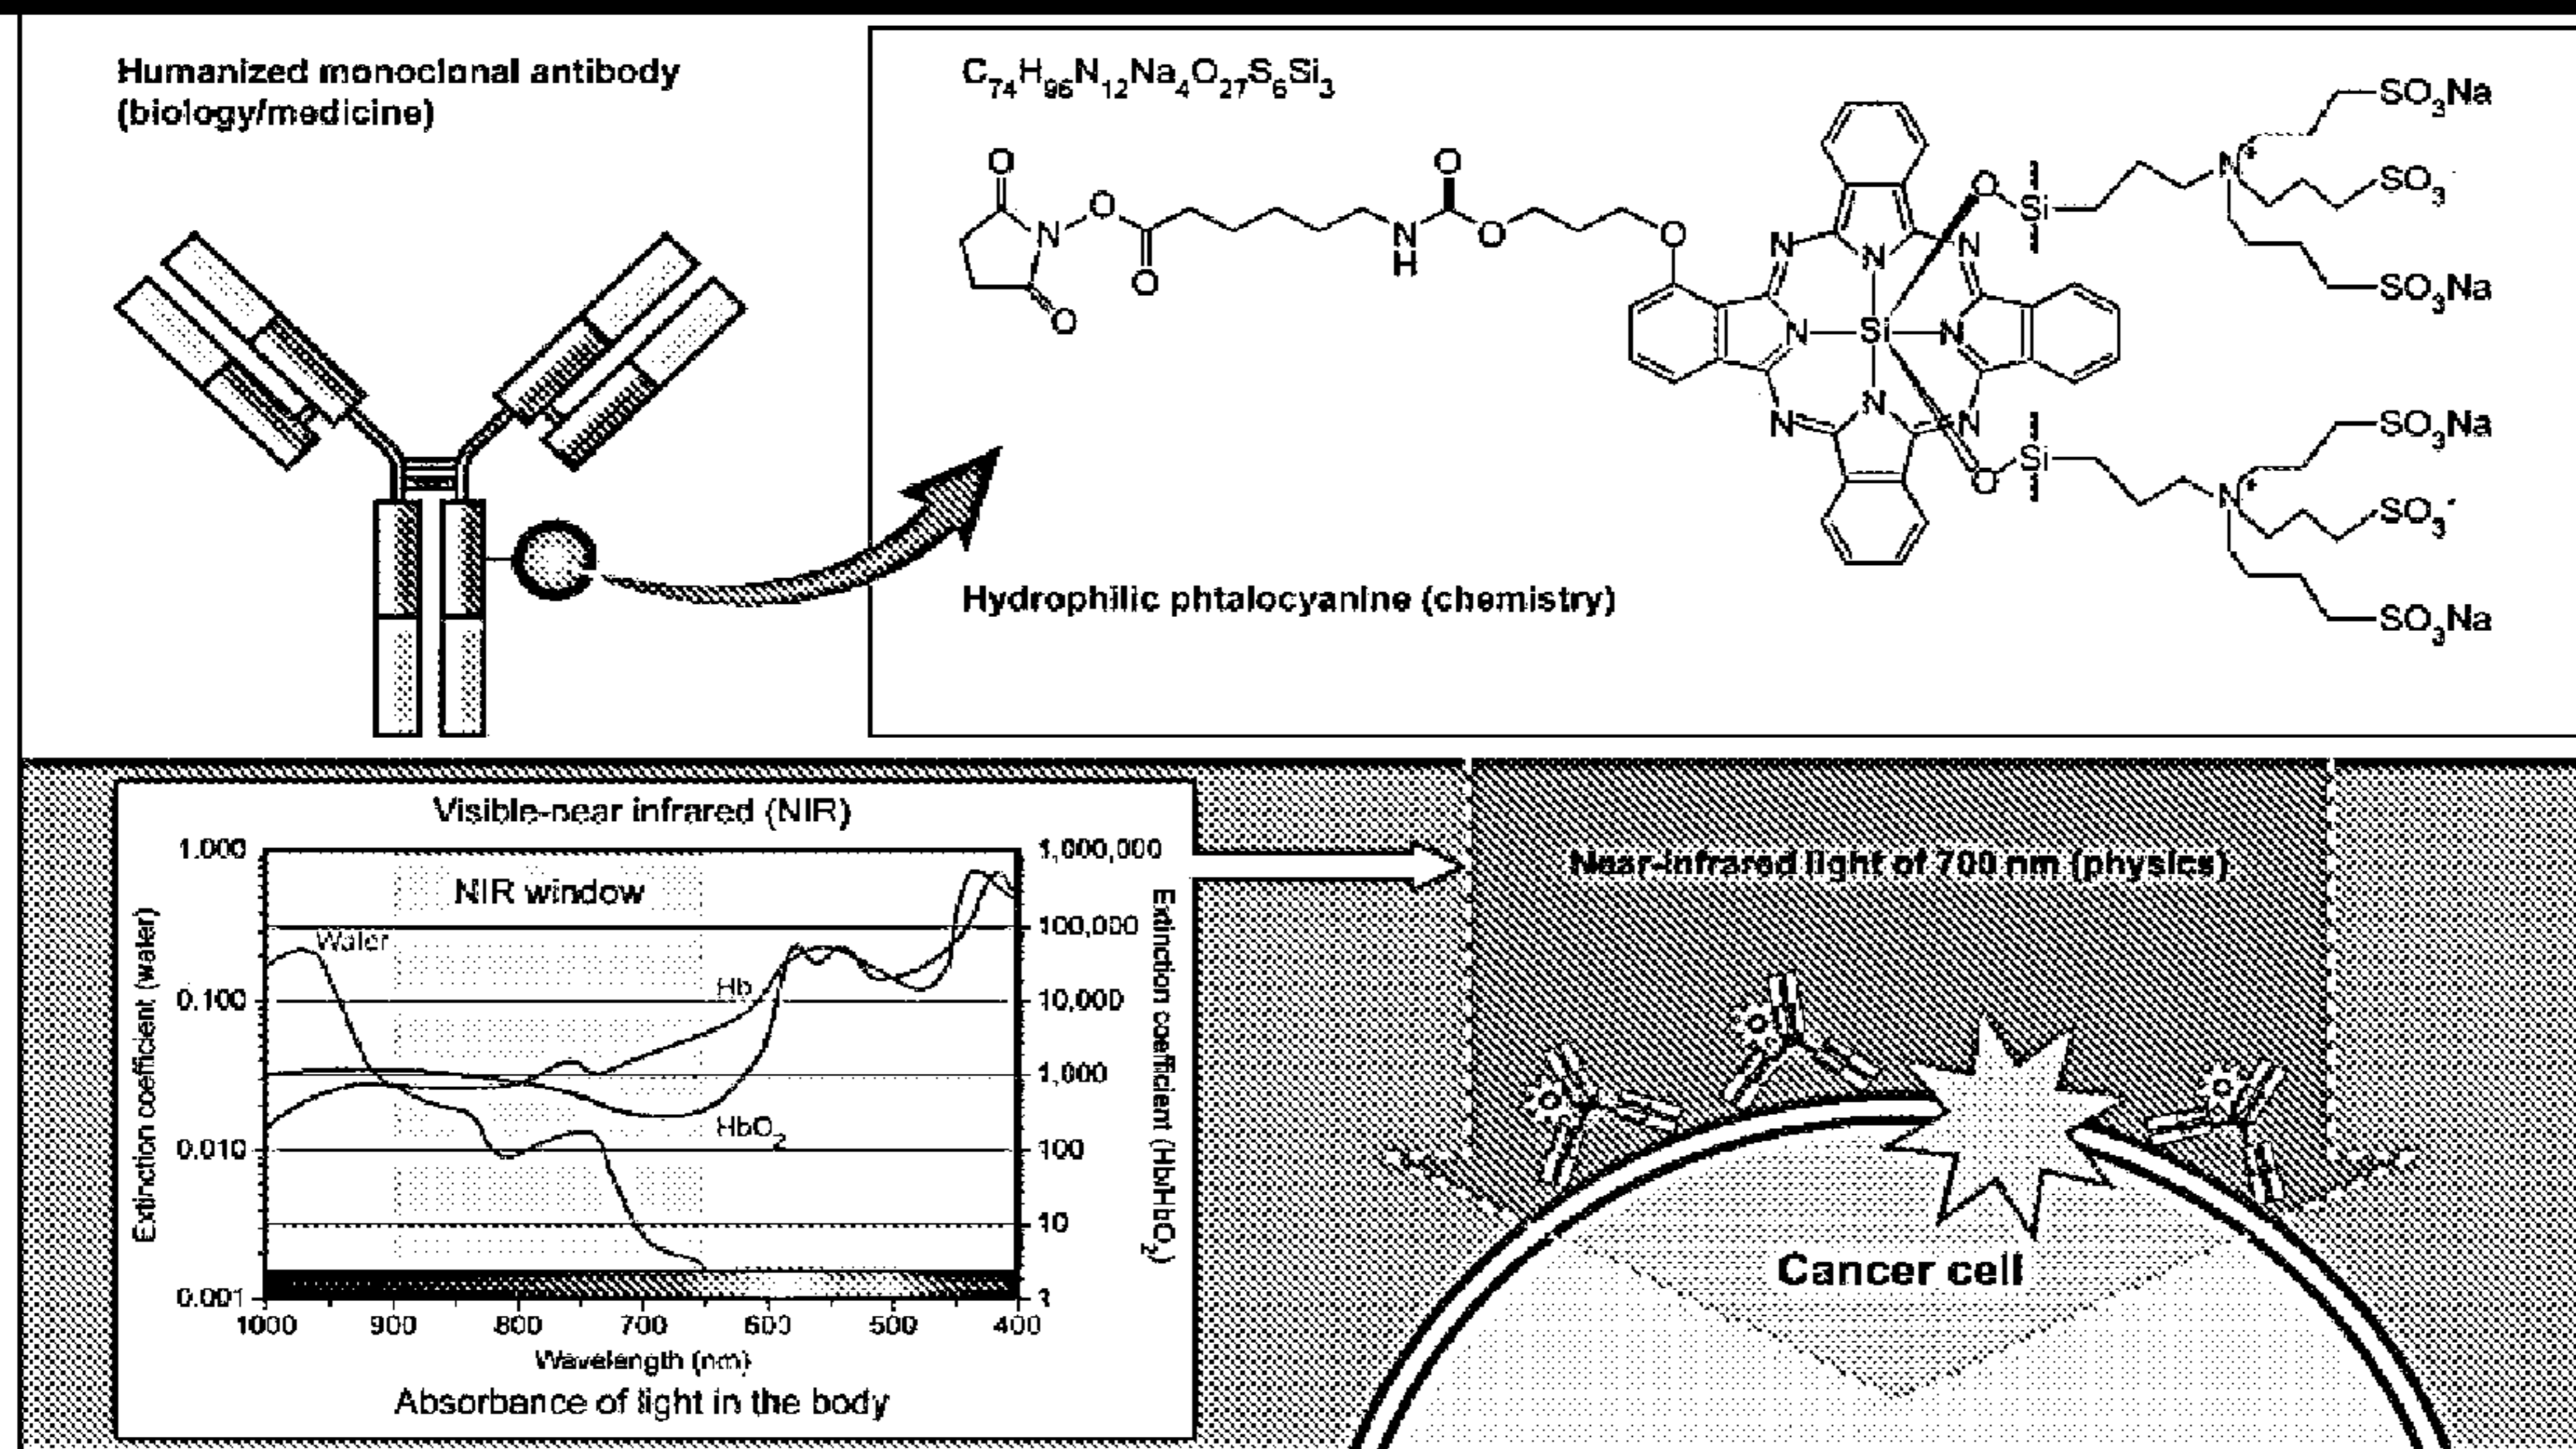 Humanized monoclonal antibody
(biology/medicine)
C74H96N12Na4O27S6Si3
O
O
O
N
O
O
N
H
O
O
O
N
N
N
N
Si
N
N
N
N
O
Si
N+
SO3Na
SO3-
SO3Na
O
Si
N+
SO3Na
SO3-
SO3Na
Hydrophilic phtalocyanine (chemistry)
Visible-near infrared (NIR)
NIR window
Water
Hb
HbO2
Extinction coefficient (water)
1.000
0.100
0.010
0.001
Extinction coefficient (Hb/HbO2)
1,000,000
100,000
10,000
1,000
100
10
1
1000 900 800 700 600 500 400
Wavelength (nm)
Absorbance of light in the body
Near-infrared light of 700 nm (physics)
Cancer cell